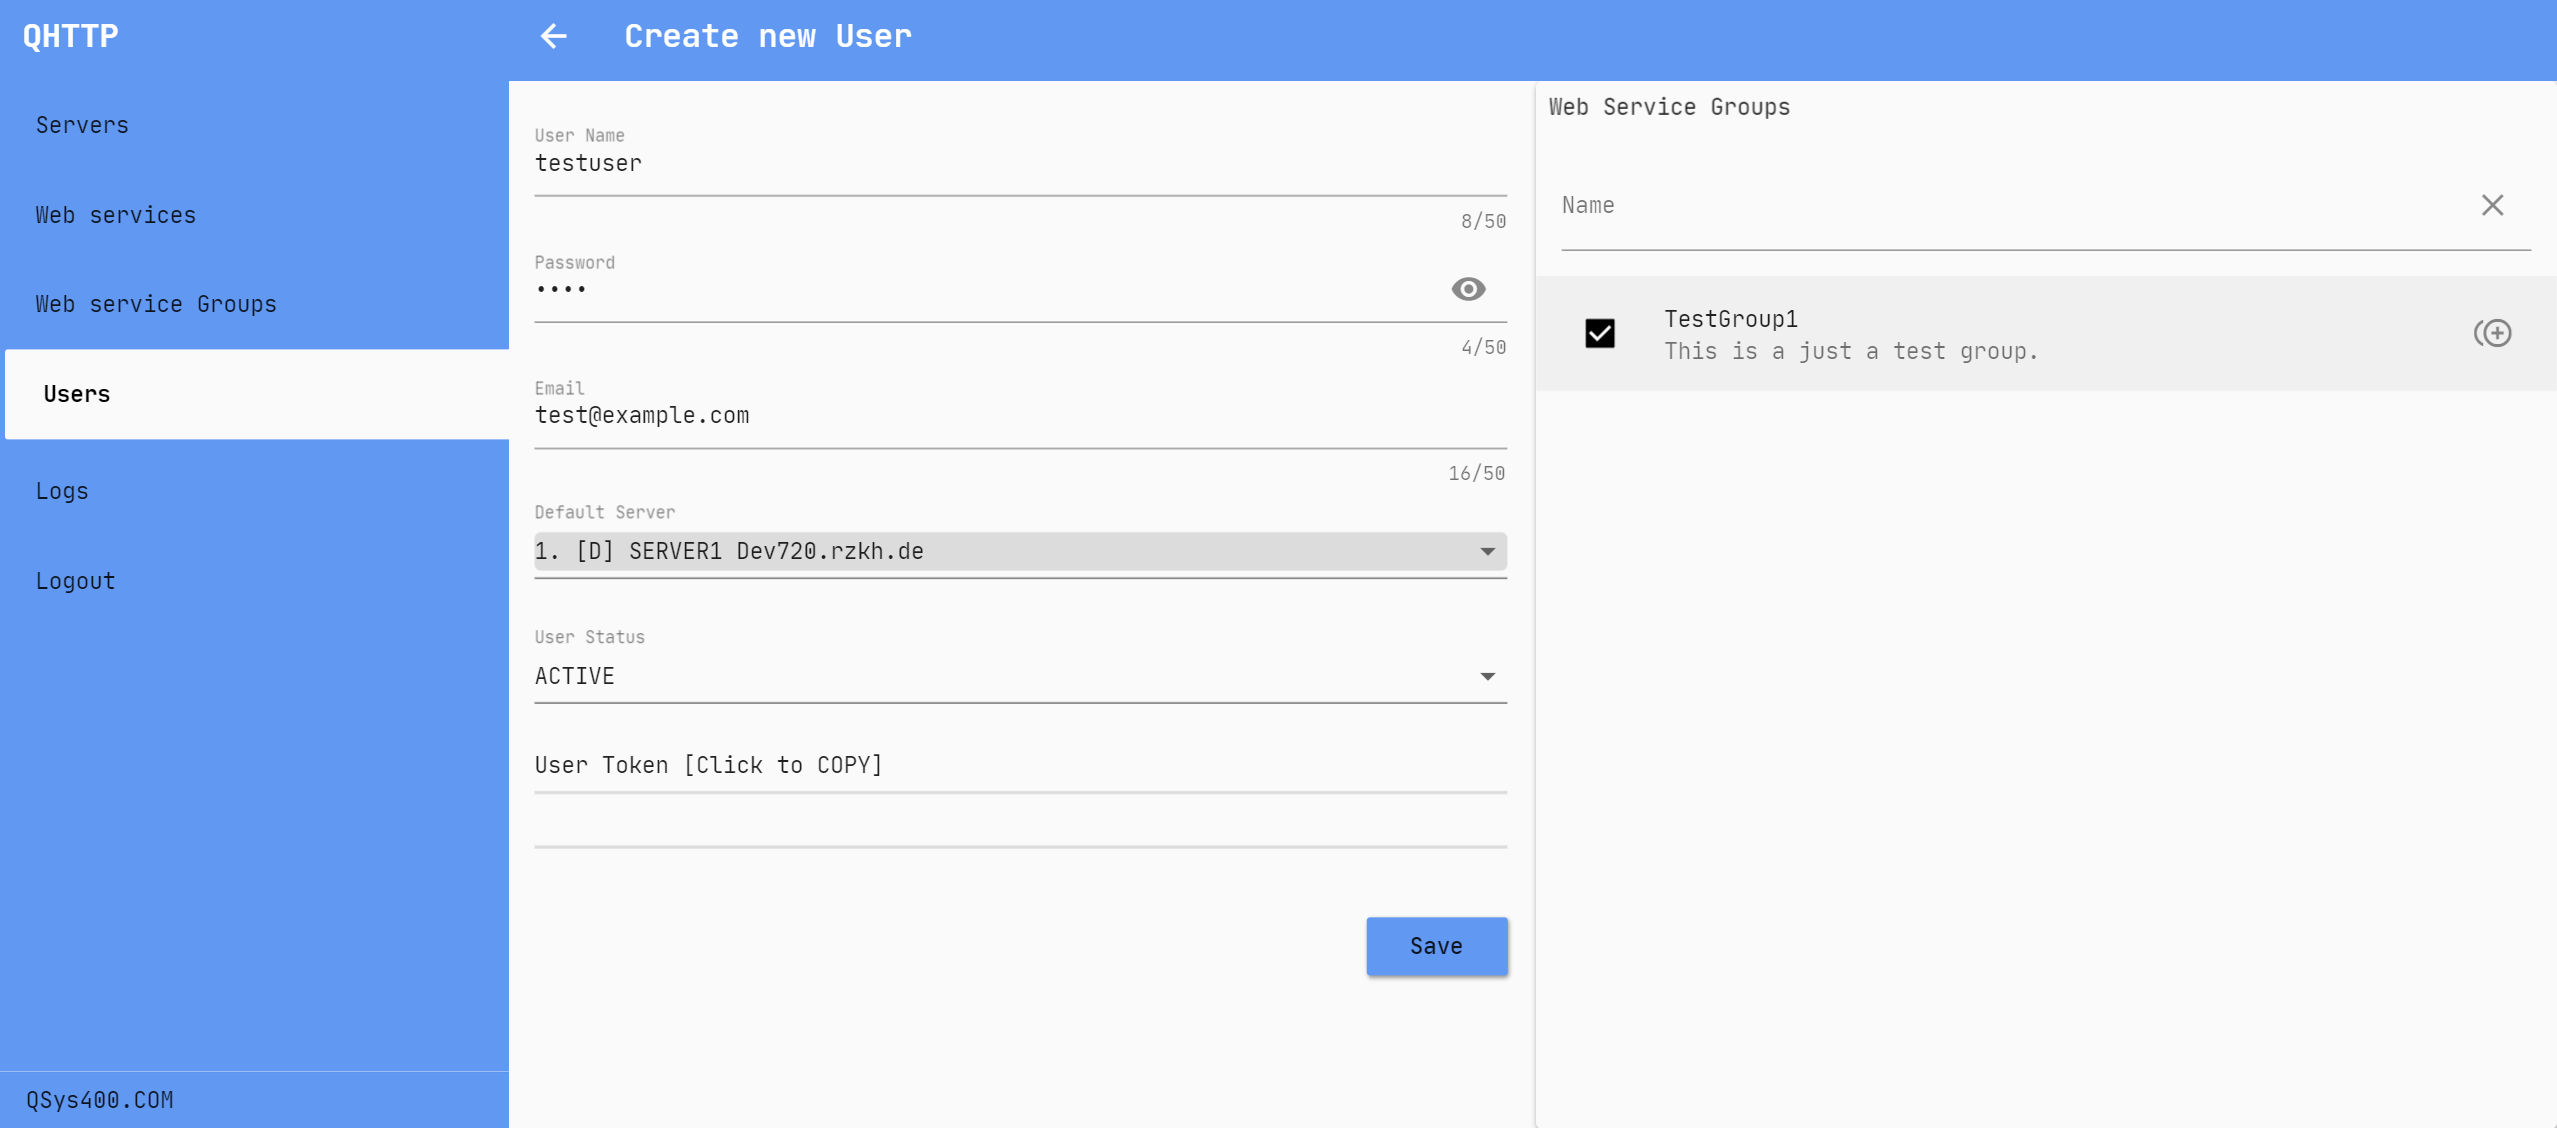 QHTTP
Servers
Web services
Web service Groups
Users
Logs
Logout
QSys400.COM
Create new User
User Name
testuser
8/50
Password
••••
4/50
Email
test@example.com
16/50
Default Server
1. [D] SERVER1 Dev720.rzkh.de
User Status
ACTIVE
User Token [Click to COPY]
Save
Web Service Groups
Name
TestGroup1
This is a just a test group.